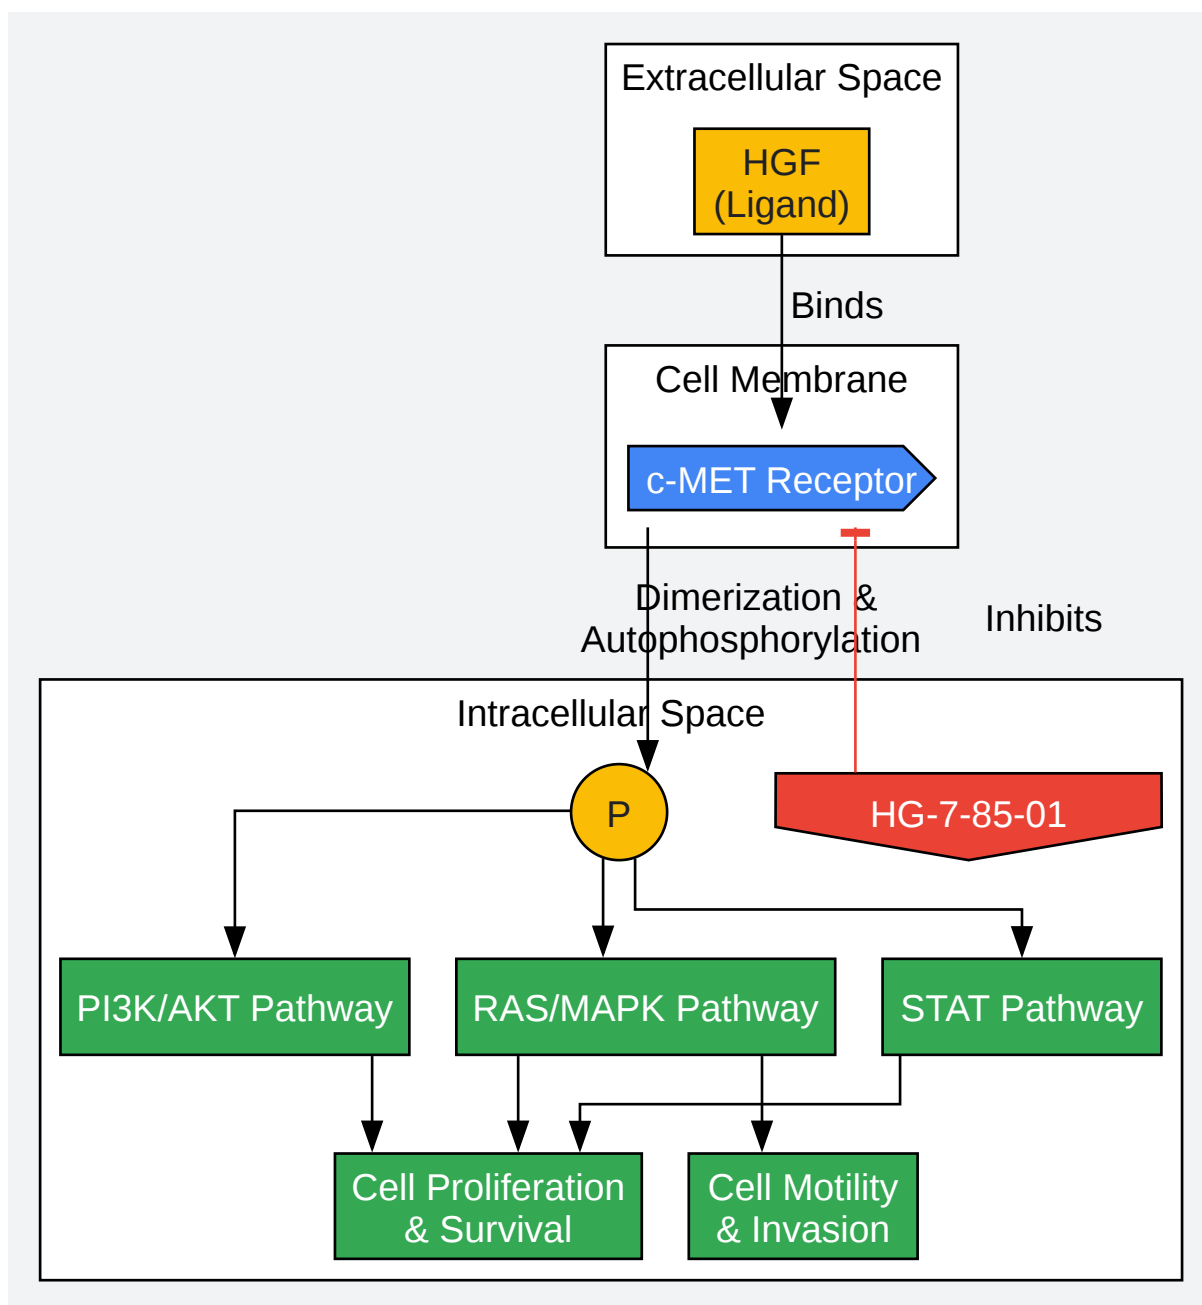 Extracellular Space
HGF
(Ligand)
Binds
Cell Membrane
c-MET Receptor
Dimerization &
Autophosphorylation
Inhibits
Intracellular Space
P
HG-7-85-01
PI3K/AKT Pathway
RAS/MAPK Pathway
STAT Pathway
Cell Proliferation
& Survival
Cell Motility
& Invasion